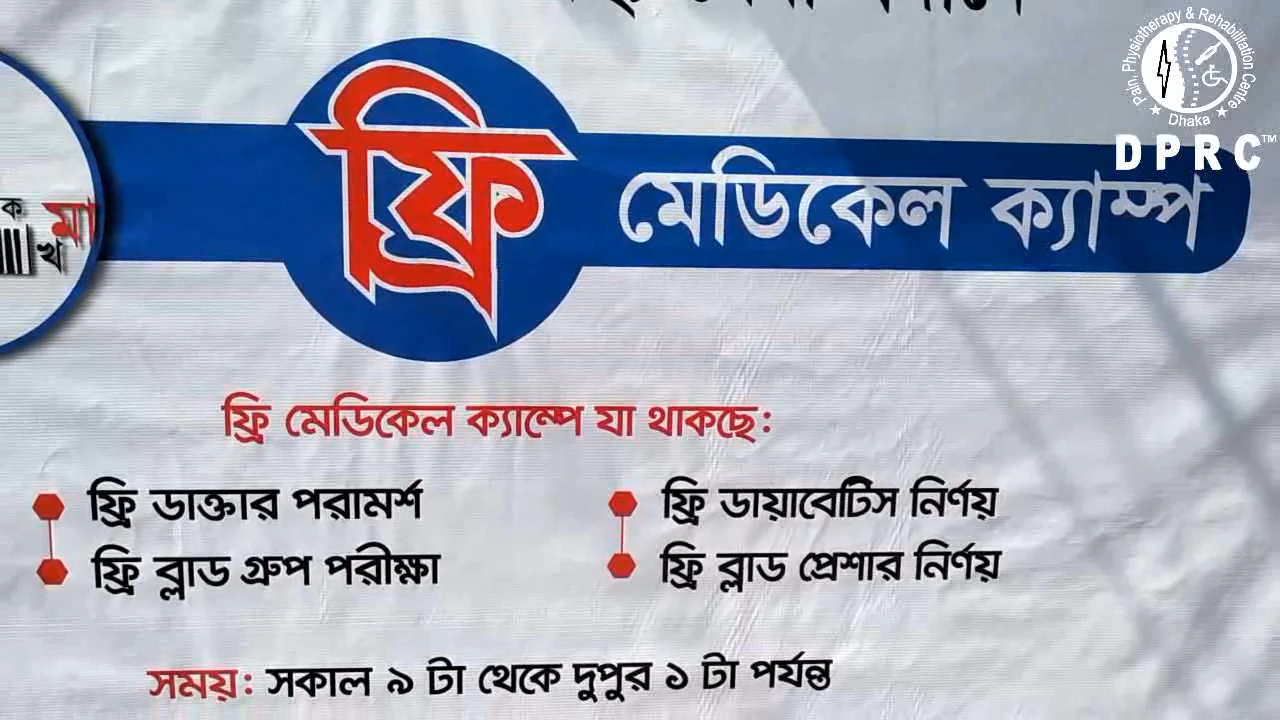 Pain, Physiotherapy & Rehabilitation Centre
Dhaka
DPRC™
ফ্রি মেডিকেল ক্যাম্প
ক মা
খ
ফ্রি মেডিকেল ক্যাম্পে যা থাকছে:
ফ্রি ডাক্তার পরামর্শ
ফ্রি ডায়াবেটিস নির্ণয়
ফ্রি ব্লাড গ্রুপ পরীক্ষা
ফ্রি ব্লাড প্রেশার নির্ণয়
সময়: সকাল ৯ টা থেকে দুপুর ১ টা পর্যন্ত